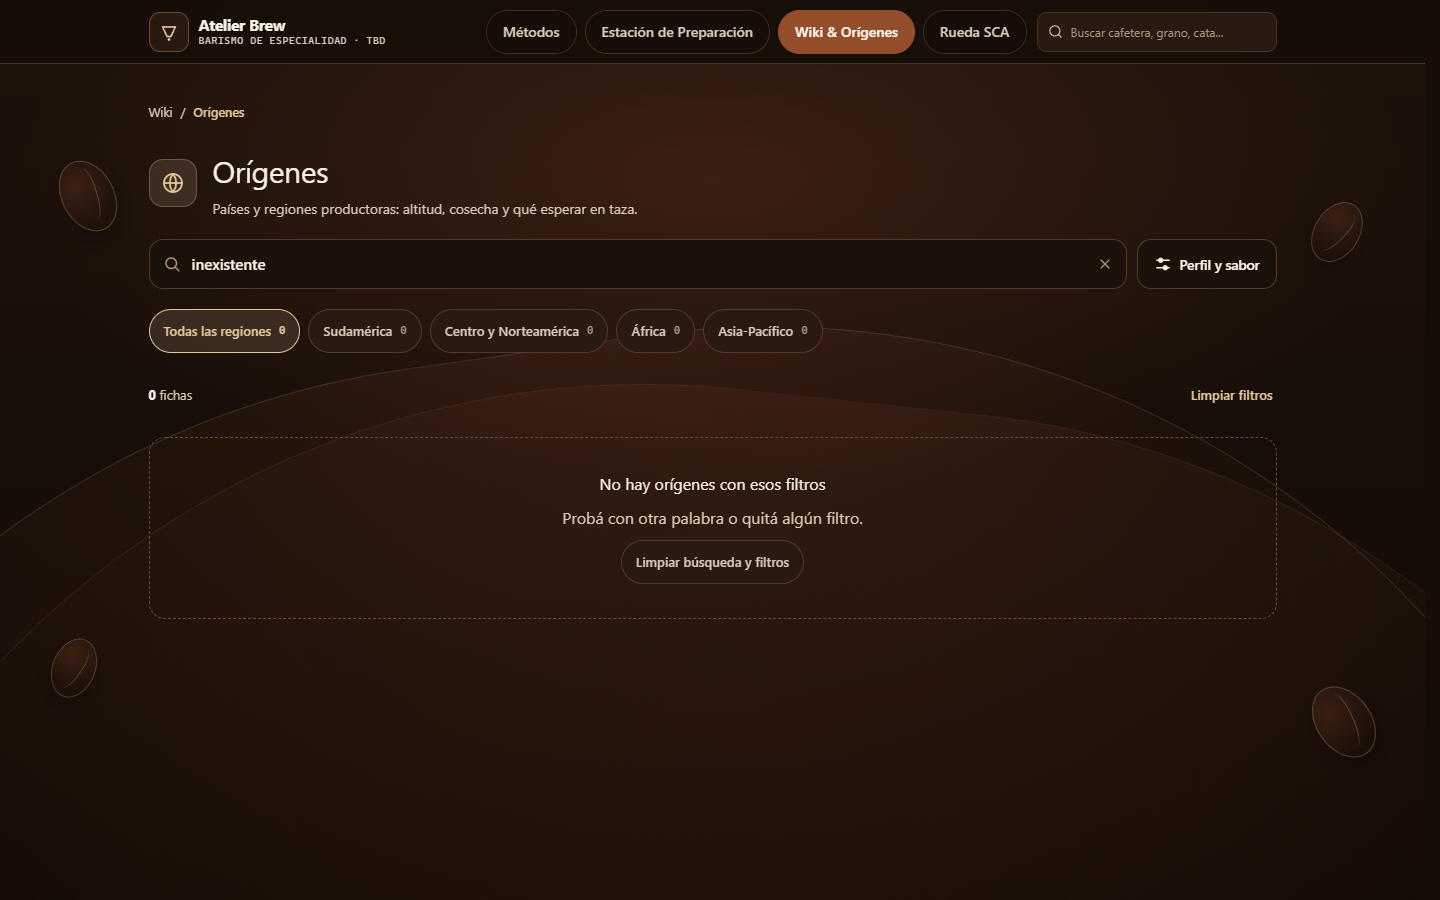 Atelier Brew
BARISMO DE ESPECIALIDAD · TBD
Métodos
Estación de Preparación
Wiki & Orígenes
Rueda SCA
Buscar cafetera, grano, cata...
Wiki / Orígenes
Orígenes
Países y regiones productoras: altitud, cosecha y qué esperar en taza.
inexistente
Perfil y sabor
Todas las regiones 0
Sudamérica 0
Centro y Norteamérica 0
África 0
Asia-Pacífico 0
0 fichas
Limpiar filtros
No hay orígenes con esos filtros
Probá con otra palabra o quitá algún filtro.
Limpiar búsqueda y filtros